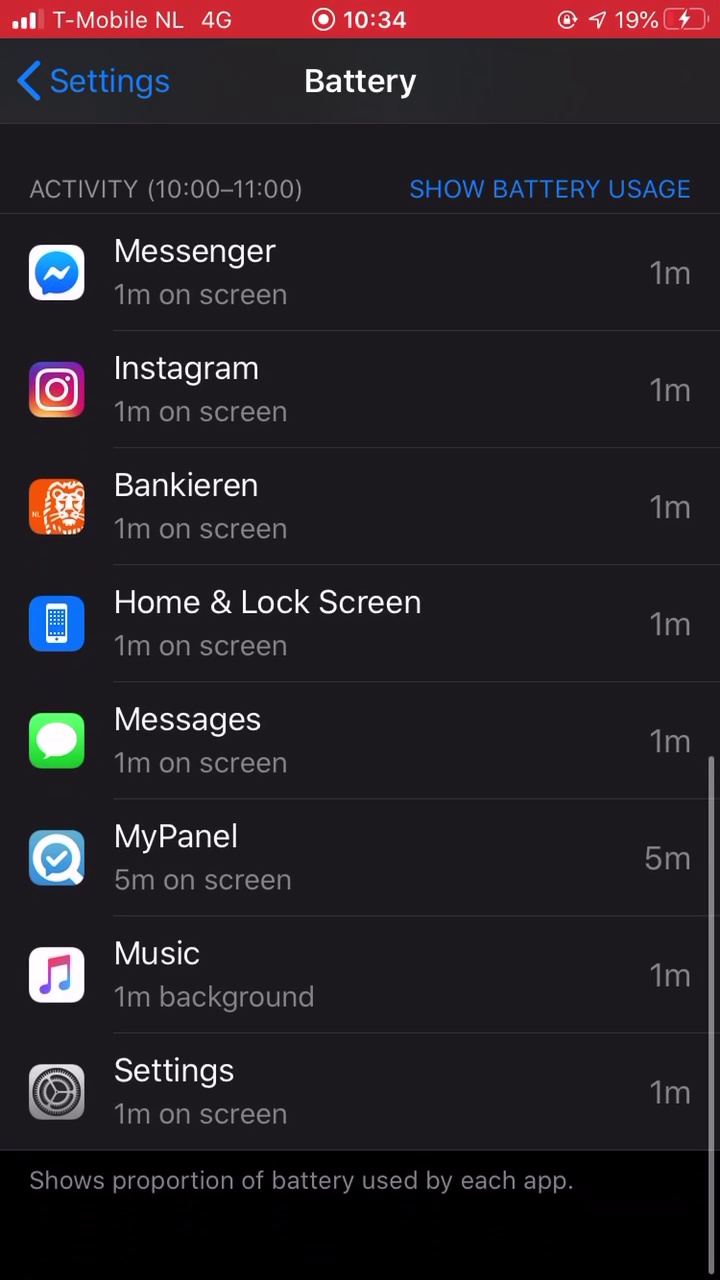 T-Mobile NL 4G 10:34 19%
Settings Battery
ACTIVITY (10:00–11:00) SHOW BATTERY USAGE
Messenger
1m on screen 1m
Instagram
1m on screen 1m
NL
Bankieren
1m on screen 1m
Home & Lock Screen
1m on screen 1m
Messages
1m on screen 1m
MyPanel
5m on screen 5m
Music
1m background 1m
Settings
1m on screen 1m
Shows proportion of battery used by each app.